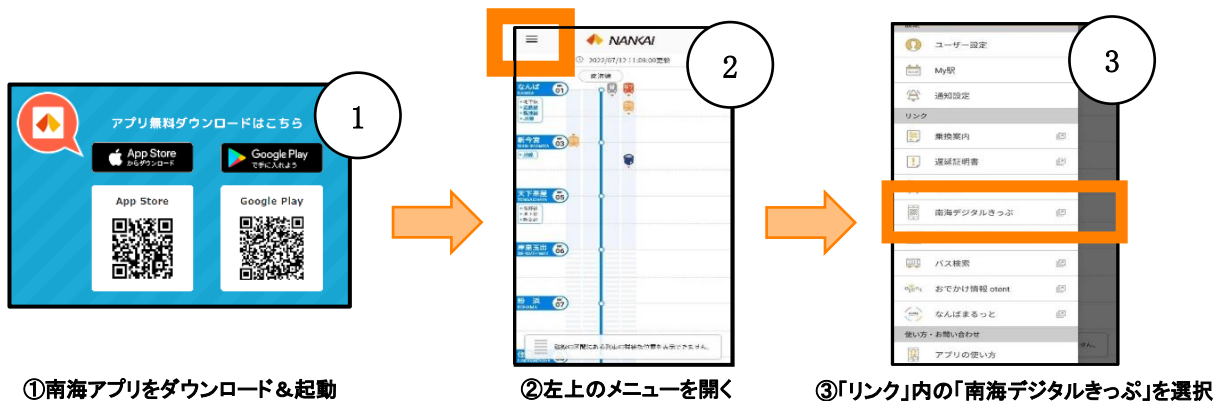 アプリ無料ダウンロードはこちら
App Store
からダウンロード
Google Play
で手に入れよう
App Store
Google Play
①南海アプリをダウンロード＆起動
1
NANKAI
2
なんば
01
新今宮
03
天下茶屋
05
岸里玉出
06
粉浜
07
②左上のメニューを開く
3
ユーザー設定
My駅
通知設定
リンク
乗換案内
遅延証明書
南海デジタルきっぷ
バス検索
おでかけ情報 otent
なんばまるっと
使い方・お問い合わせ
アプリの使い方
③「リンク」内の「南海デジタルきっぷ」を選択